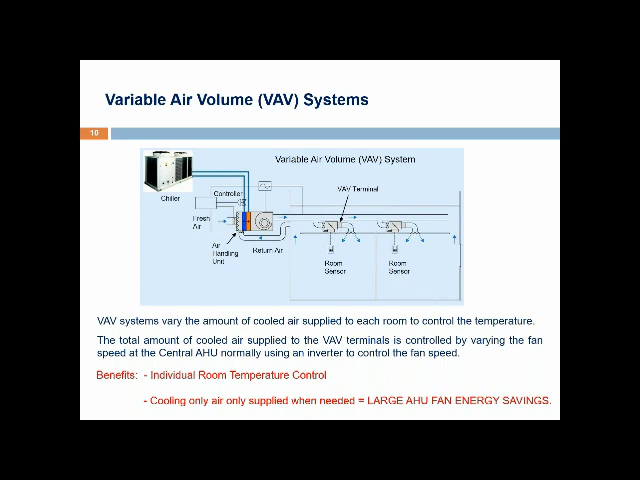 Variable Air Volume (VAV) Systems
10
Variable Air Volume (VAV) System
VAV Terminal
Chiller
Controller
Fresh
Air
Air
Handling
Unit
Return Air
Room
Sensor
Room
Sensor
VAV systems vary the amount of cooled air supplied to each room to control the temperature.
The total amount of cooled air supplied to the VAV terminals is controlled by varying the fan
speed at the Central AHU normally using an inverter to control the fan speed.
Benefits: - Individual Room Temperature Control
- Cooling only air only supplied when needed = LARGE AHU FAN ENERGY SAVINGS.